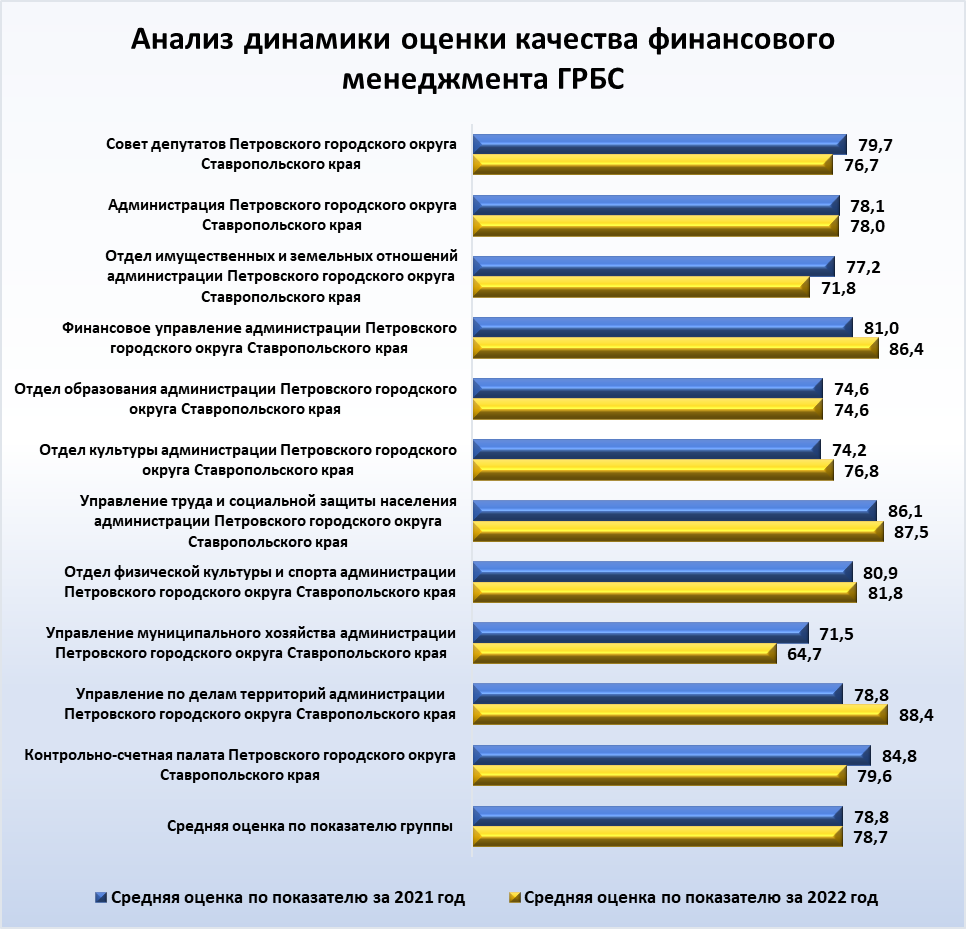 Анализ динамики оценки качества финансового
менеджмента ГРБС
Совет депутатов Петровского городского округа
Ставропольского края
79,7
76,7
Администрация Петровского городского округа
Ставропольского края
78,1
78,0
Отдел имущественных и земельных отношений
администрации Петровского городского округа
Ставропольского края
77,2
71,8
Финансовое управление администрации Петровского
городского округа Ставропольского края
81,0
86,4
Отдел образования администрации Петровского городского
округа Ставропольского края
74,6
74,6
Отдел культуры администрации Петровского городского
округа Ставропольского края
74,2
76,8
Управление труда и социальной защиты населения
администрации Петровского городского округа
Ставропольского края
86,1
87,5
Отдел физической культуры и спорта администрации
Петровского городского округа Ставропольского края
80,9
81,8
Управление муниципального хозяйства администрации
Петровского городского округа Ставропольского края
71,5
64,7
Управление по делам территорий администрации
Петровского городского округа Ставропольского края
78,8
88,4
Контрольно-счетная палата Петровского городского округа
Ставропольского края
84,8
79,6
Средняя оценка по показателю группы
78,8
78,7
Средняя оценка по показателю за 2021 год
Средняя оценка по показателю за 2022 год